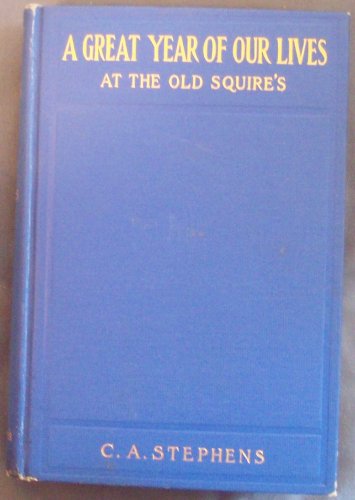 A GREAT YEAR OF OUR LIVES
AT THE OLD SQUIRE'S
C. A. STEPHENS